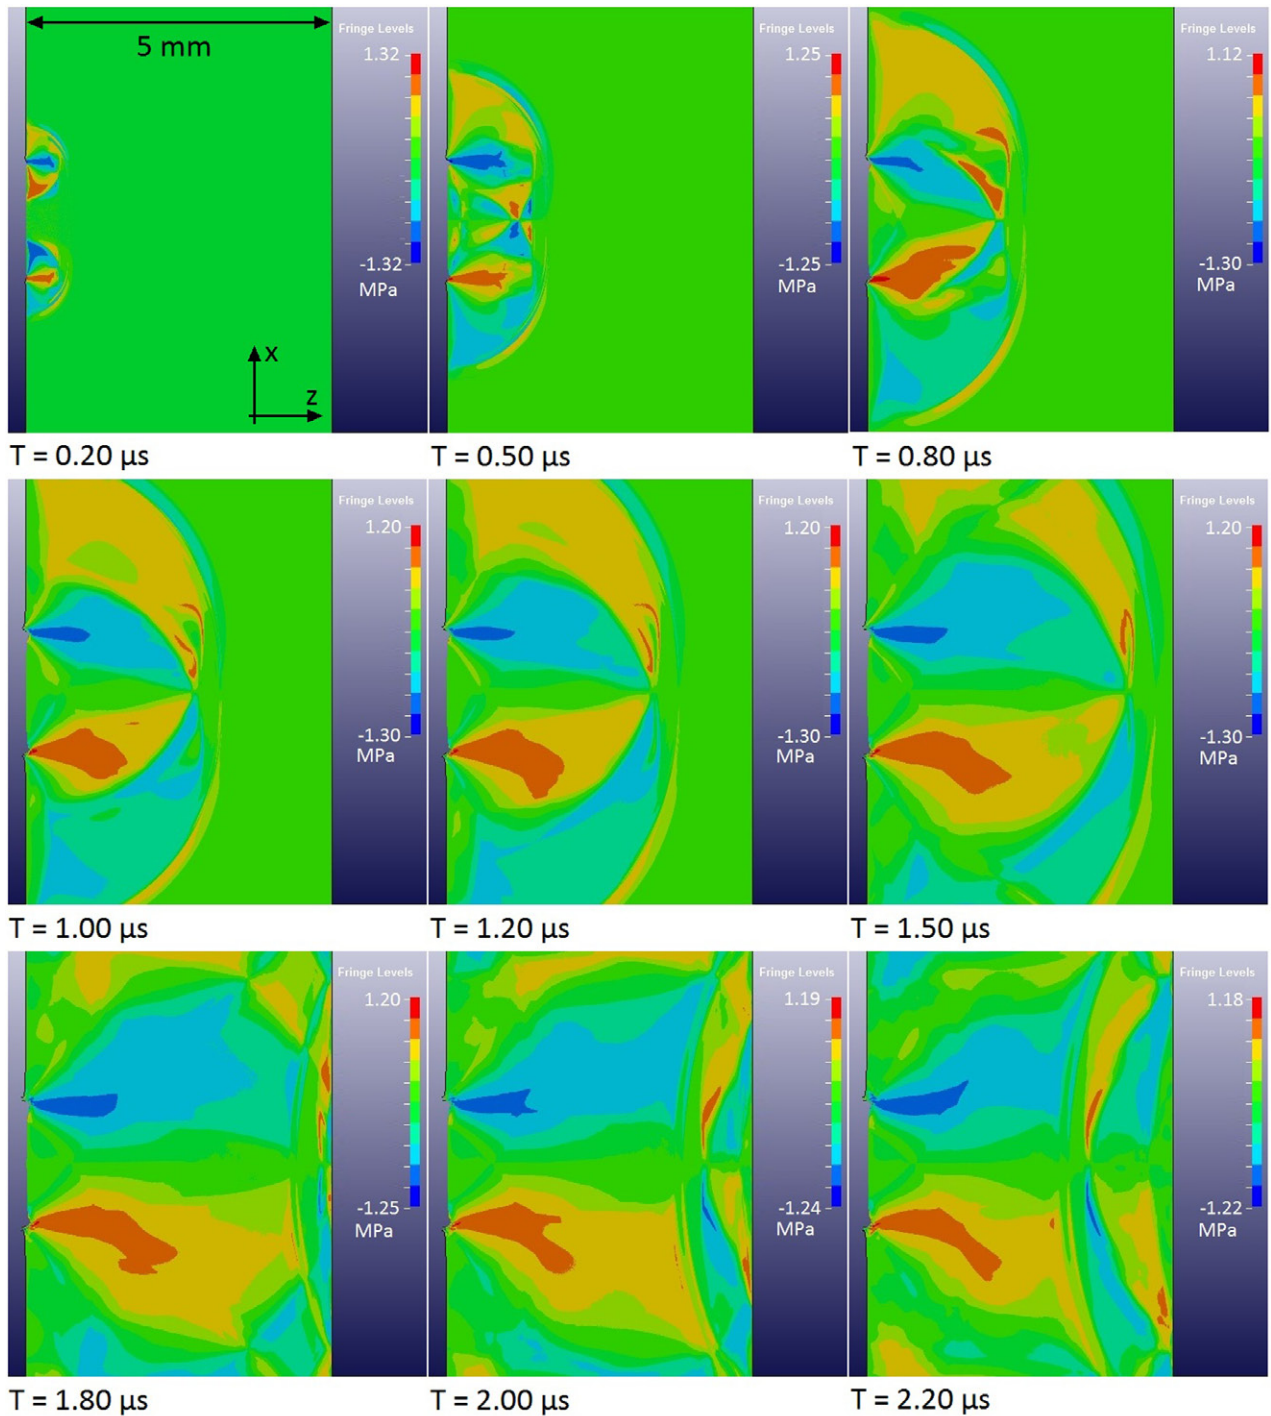 Fringe Levels
1.32
-1.32
MPa
5 mm
x
z
T = 0.20 µs
Fringe Levels
1.25
-1.25
MPa
T = 0.50 µs
Fringe Levels
1.12
-1.30
MPa
T = 0.80 µs
Fringe Levels
1.20
-1.30
MPa
T = 1.00 µs
Fringe Levels
1.20
-1.30
MPa
T = 1.20 µs
Fringe Levels
1.20
-1.30
MPa
T = 1.50 µs
Fringe Levels
1.20
-1.25
MPa
T = 1.80 µs
Fringe Levels
1.19
-1.24
MPa
T = 2.00 µs
Fringe Levels
1.18
-1.22
MPa
T = 2.20 µs